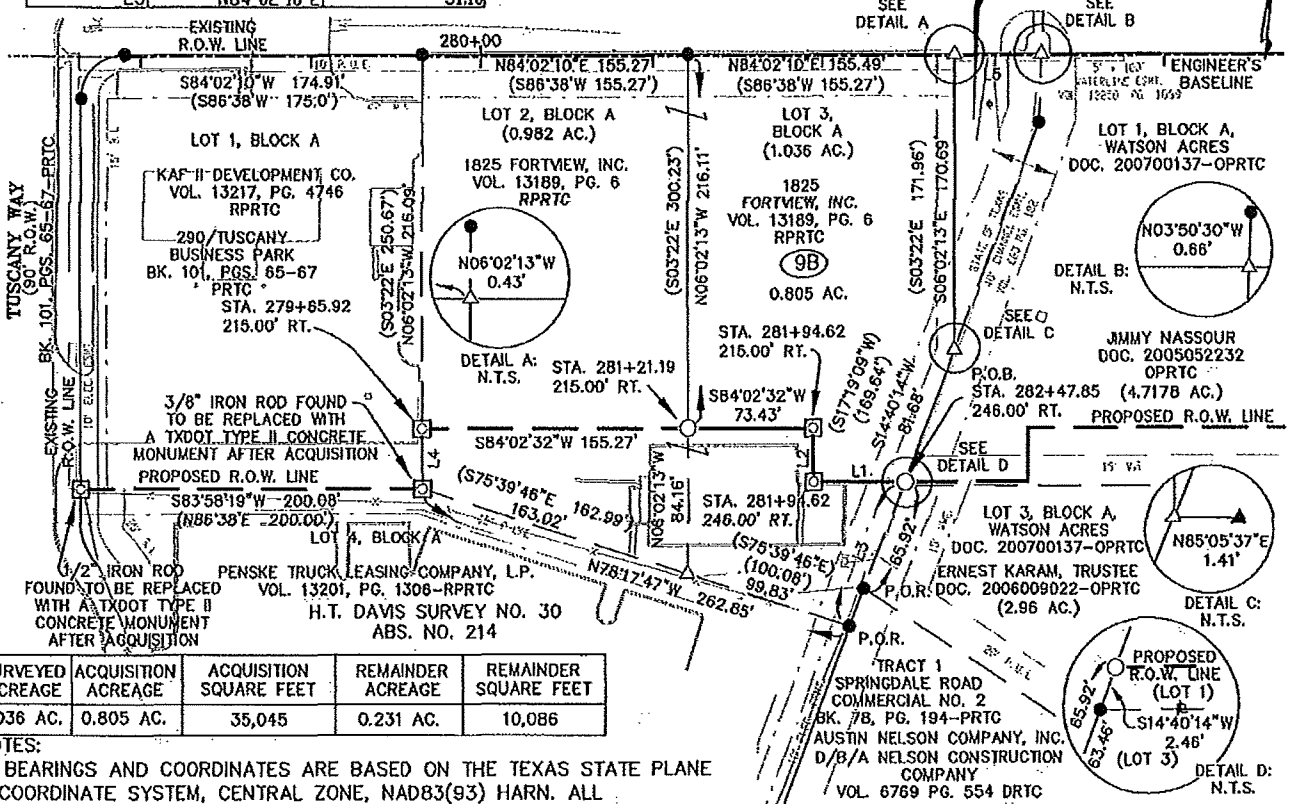 L5 N84°02'10"E 31.16
SEE
DETAIL A
SEE
DETAIL B
EXISTING
R.O.W. LINE
280+00
10' P.U.E.
S84°02'10"W 174.91'
(S86°38'W 175.0')
N84°02'10"E 155.27'
(S86°38'W 155.27')
N84°02'10"E 155.49'
(S86°38'W 155.27')
L5
ENGINEER'S
BASELINE
LOT 1, BLOCK A
KAF-II-DEVELOPMENT CO.
VOL. 13217, PG. 4746
RPRTC
290/TUSCANY
BUSINESS PARK
BK. 101, PGS. 65-67
PRTC
STA. 279+65.92
215.00' RT.
TUSCANY WAY
(90' R.O.W.)
BK. 101, PGS. 65-67-PRTC
EXISTING
R.O.W. LINE
10' ELEC ESMT
(S03°22'E 250.67')
N06°02'13"W 216.09'
LOT 2, BLOCK A
(0.982 AC.)
1825 FORTVIEW, INC.
VOL. 13189, PG. 6
RPRTC
N06°02'13"W
0.43'
DETAIL A:
N.T.S.
(S03°22'E 300.23')
N06°02'13"W 216.11'
LOT 3,
BLOCK A
(1.036 AC.)
1825
FORTVIEW, INC.
VOL. 13189, PG. 6
RPRTC
9B
0.805 AC.
(S03°22'E 171.96')
S06°02'13"E 170.69'
LOT 1, BLOCK A,
WATSON ACRES
DOC. 200700137-OPRTC
N03°50'30"W
0.66'
DETAIL B:
N.T.S.
SEE
DETAIL C
JIMMY NASSOUR
DOC. 2005052232
OPRTC
(4.7178 AC.)
STA. 281+21.19
215.00' RT.
STA. 281+94.62
215.00' RT.
S84°02'32"W
73.43'
(S17°19'09"W)
(169.64')
S14°40'14"W
81.68'
P.O.B.
STA. 282+47.85
246.00' RT.
PROPOSED R.O.W. LINE
3/8" IRON ROD FOUND
TO BE REPLACED WITH
A TXDOT TYPE II CONCRETE
MONUMENT AFTER ACQUISITION
S84°02'32"W 155.27'
L4
PROPOSED R.O.W. LINE
S83°58'19"W 200.08'
(N86°38'E 200.00')
(S75°39'46"E 162.99')
163.02'
N06°02'13"W
84.16'
STA. 281+94.62
246.00' RT.
L2
L1
SEE
DETAIL D
(S75°39'46"E)
(100.08')
99.83'
N78°17'47"W 262.85'
65.92'
P.O.R.
P.O.R.
LOT 4, BLOCK A
PENSKE TRUCK LEASING COMPANY, L.P.
VOL. 13201, PG. 1306-RPRTC
H.T. DAVIS SURVEY NO. 30
ABS. NO. 214
1/2" IRON ROD
FOUND TO BE REPLACED
WITH A TXDOT TYPE II
CONCRETE MONUMENT
AFTER ACQUISITION
LOT 3, BLOCK A,
WATSON ACRES
DOC. 200700137-OPRTC
ERNEST KARAM, TRUSTEE
DOC. 2006009022-OPRTC
(2.96 AC.)
N85°05'37"E
1.41'
DETAIL C:
N.T.S.
TRACT 1
SPRINGDALE ROAD
COMMERCIAL NO. 2
BK. 78, PG. 194-PRTC
AUSTIN NELSON COMPANY, INC.
D/B/A NELSON CONSTRUCTION
COMPANY
VOL. 6769 PG. 554 DRTC
PROPOSED
R.O.W. LINE
(LOT 1)
65.92'
63.46'
S14°40'14"W
2.46'
(LOT 3)
DETAIL D:
N.T.S.
URVEYED ACREAGE ACQUISITION ACREAGE ACQUISITION SQUARE FEET REMAINDER ACREAGE REMAINDER SQUARE FEET
036 AC. 0.805 AC. 35,045 0.231 AC. 10,086
OTES:
BEARINGS AND COORDINATES ARE BASED ON THE TEXAS STATE PLANE
COORDINATE SYSTEM, CENTRAL ZONE, NAD83(93) HARN. ALL